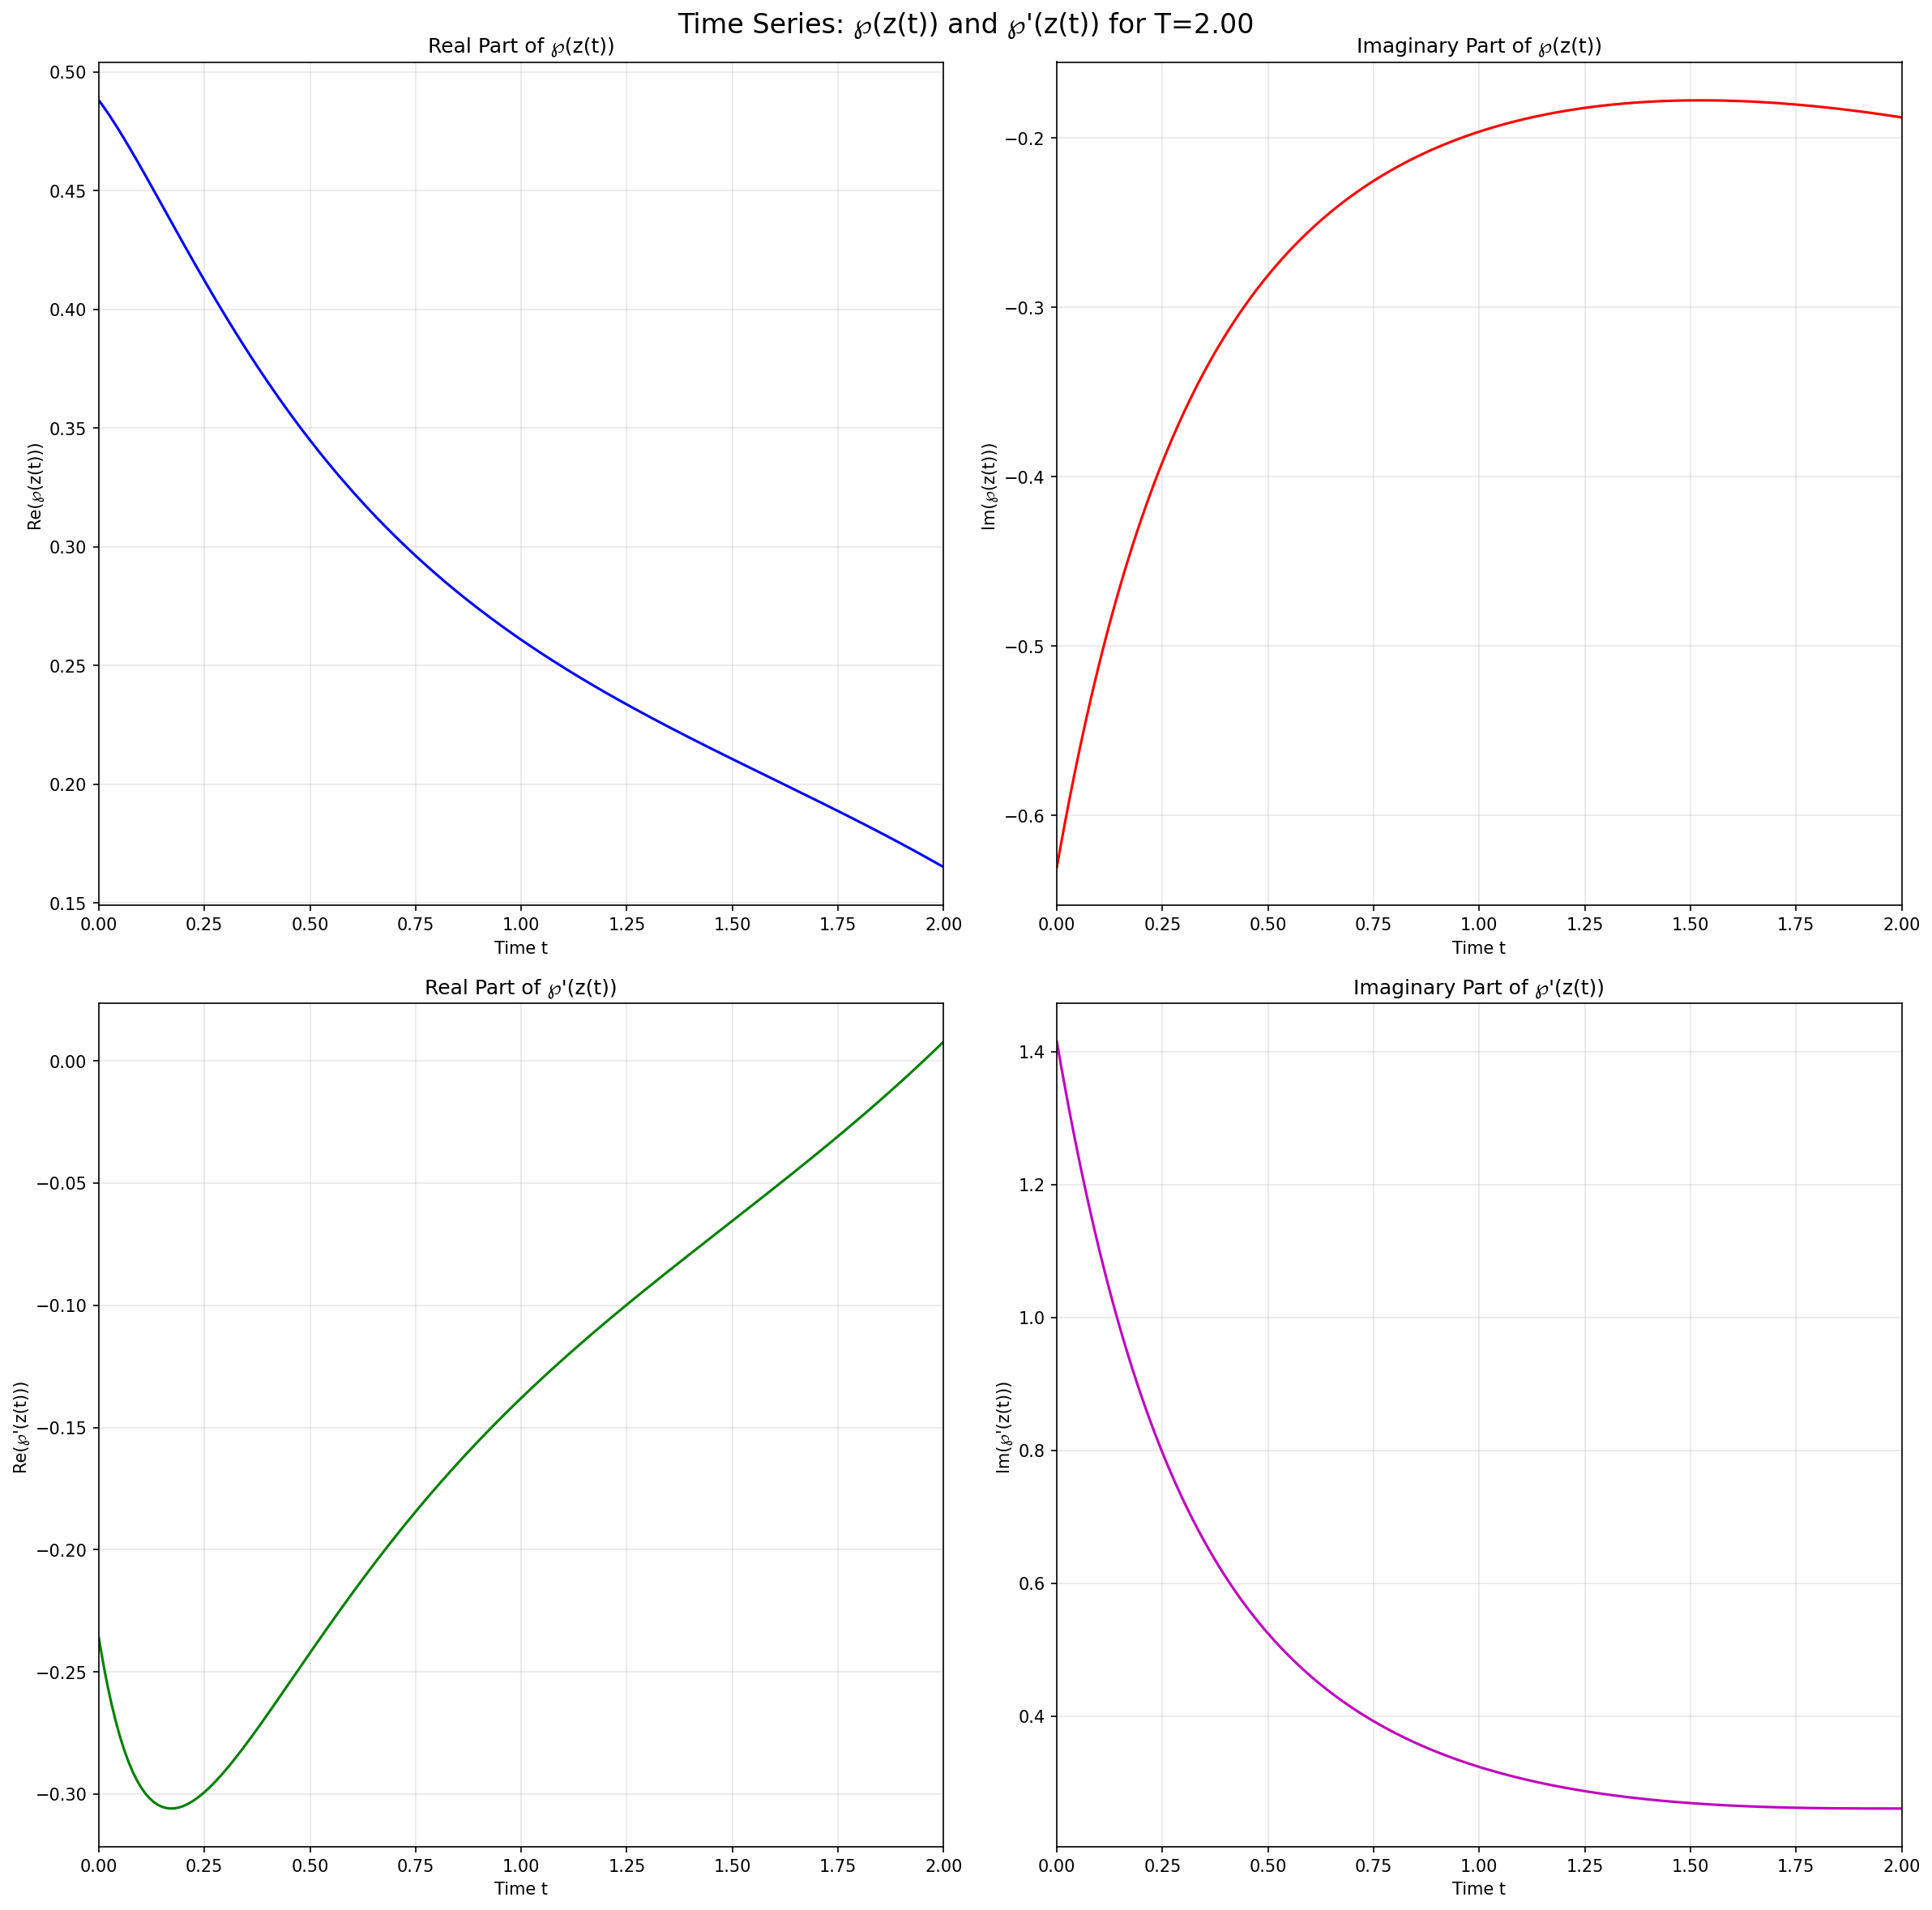 Time Series: ℘(z(t)) and ℘'(z(t)) for T=2.00
Real Part of ℘(z(t))
0.50
0.45
0.40
0.35
0.30
0.25
0.20
0.15
Re(℘(z(t)))
0.00 0.25 0.50 0.75 1.00 1.25 1.50 1.75 2.00
Time t
Imaginary Part of ℘(z(t))
−0.2
−0.3
−0.4
−0.5
−0.6
Im(℘(z(t)))
0.00 0.25 0.50 0.75 1.00 1.25 1.50 1.75 2.00
Time t
Real Part of ℘'(z(t))
0.00
−0.05
−0.10
−0.15
−0.20
−0.25
−0.30
Re(℘'(z(t)))
0.00 0.25 0.50 0.75 1.00 1.25 1.50 1.75 2.00
Time t
Imaginary Part of ℘'(z(t))
1.4
1.2
1.0
0.8
0.6
0.4
Im(℘'(z(t)))
0.00 0.25 0.50 0.75 1.00 1.25 1.50 1.75 2.00
Time t